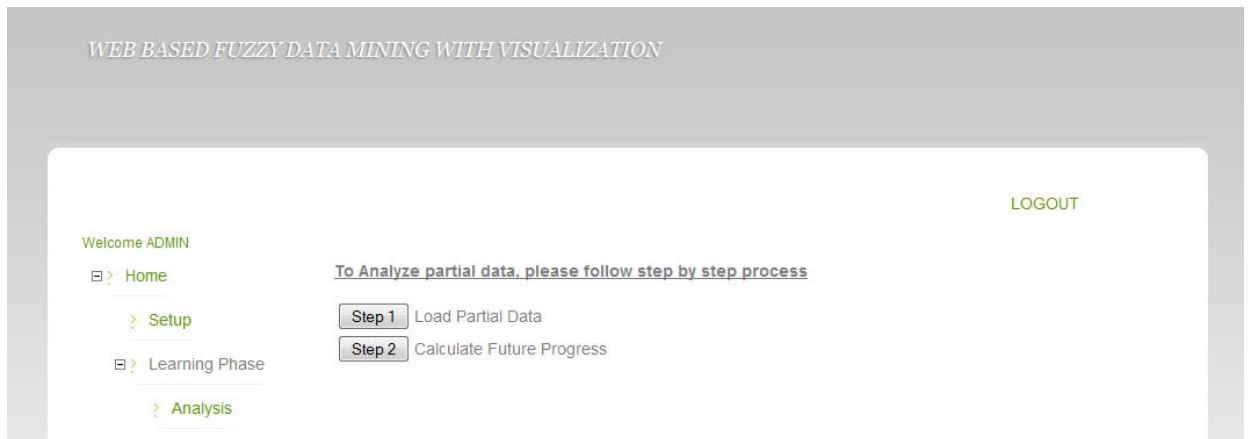 WEB BASED FUZZY DATA MINING WITH VISUALIZATION
LOGOUT
Welcome ADMIN
Home
Setup
Learning Phase
Analysis
To Analyze partial data, please follow step by step process
Step 1 Load Partial Data
Step 2 Calculate Future Progress